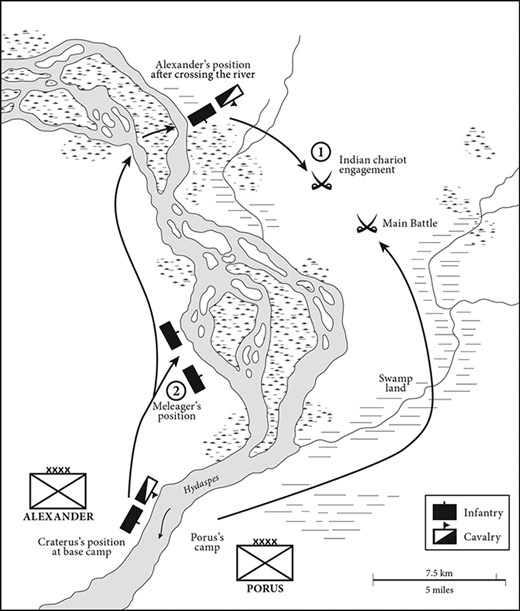 Alexander's position
after crossing the river
1
Indian chariot
engagement
Main Battle
2
Meleager's
position
Swamp
land
Hydaspes
XXXX
ALEXANDER
Craterus's position
at base camp
Porus's
camp
XXXX
PORUS
Infantry
Cavalry
7.5 km
5 miles